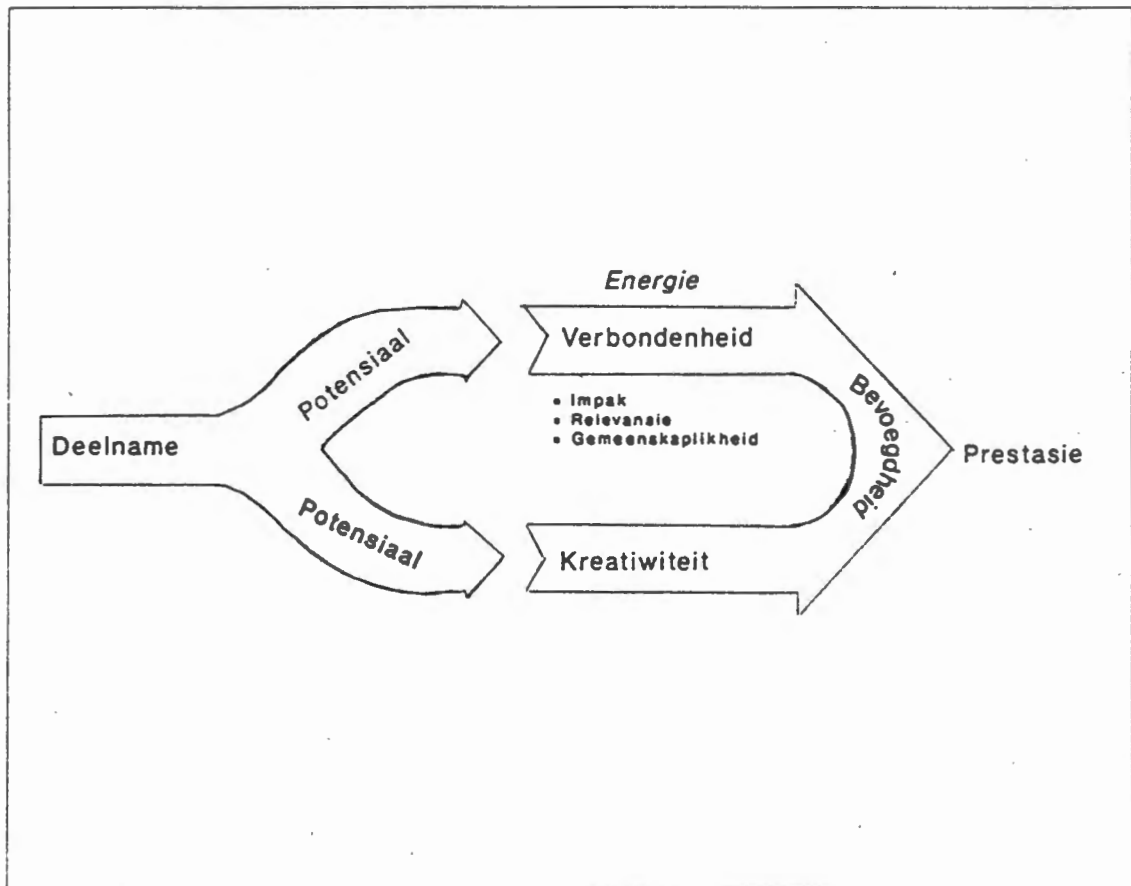 Energie
Potensiaal
Verbondenheid
• Impak
• Relevansie
• Gemeenskaplikheid
Deelname
Bevoegdheid
Prestasie
Potensiaal
Kreatiwiteit